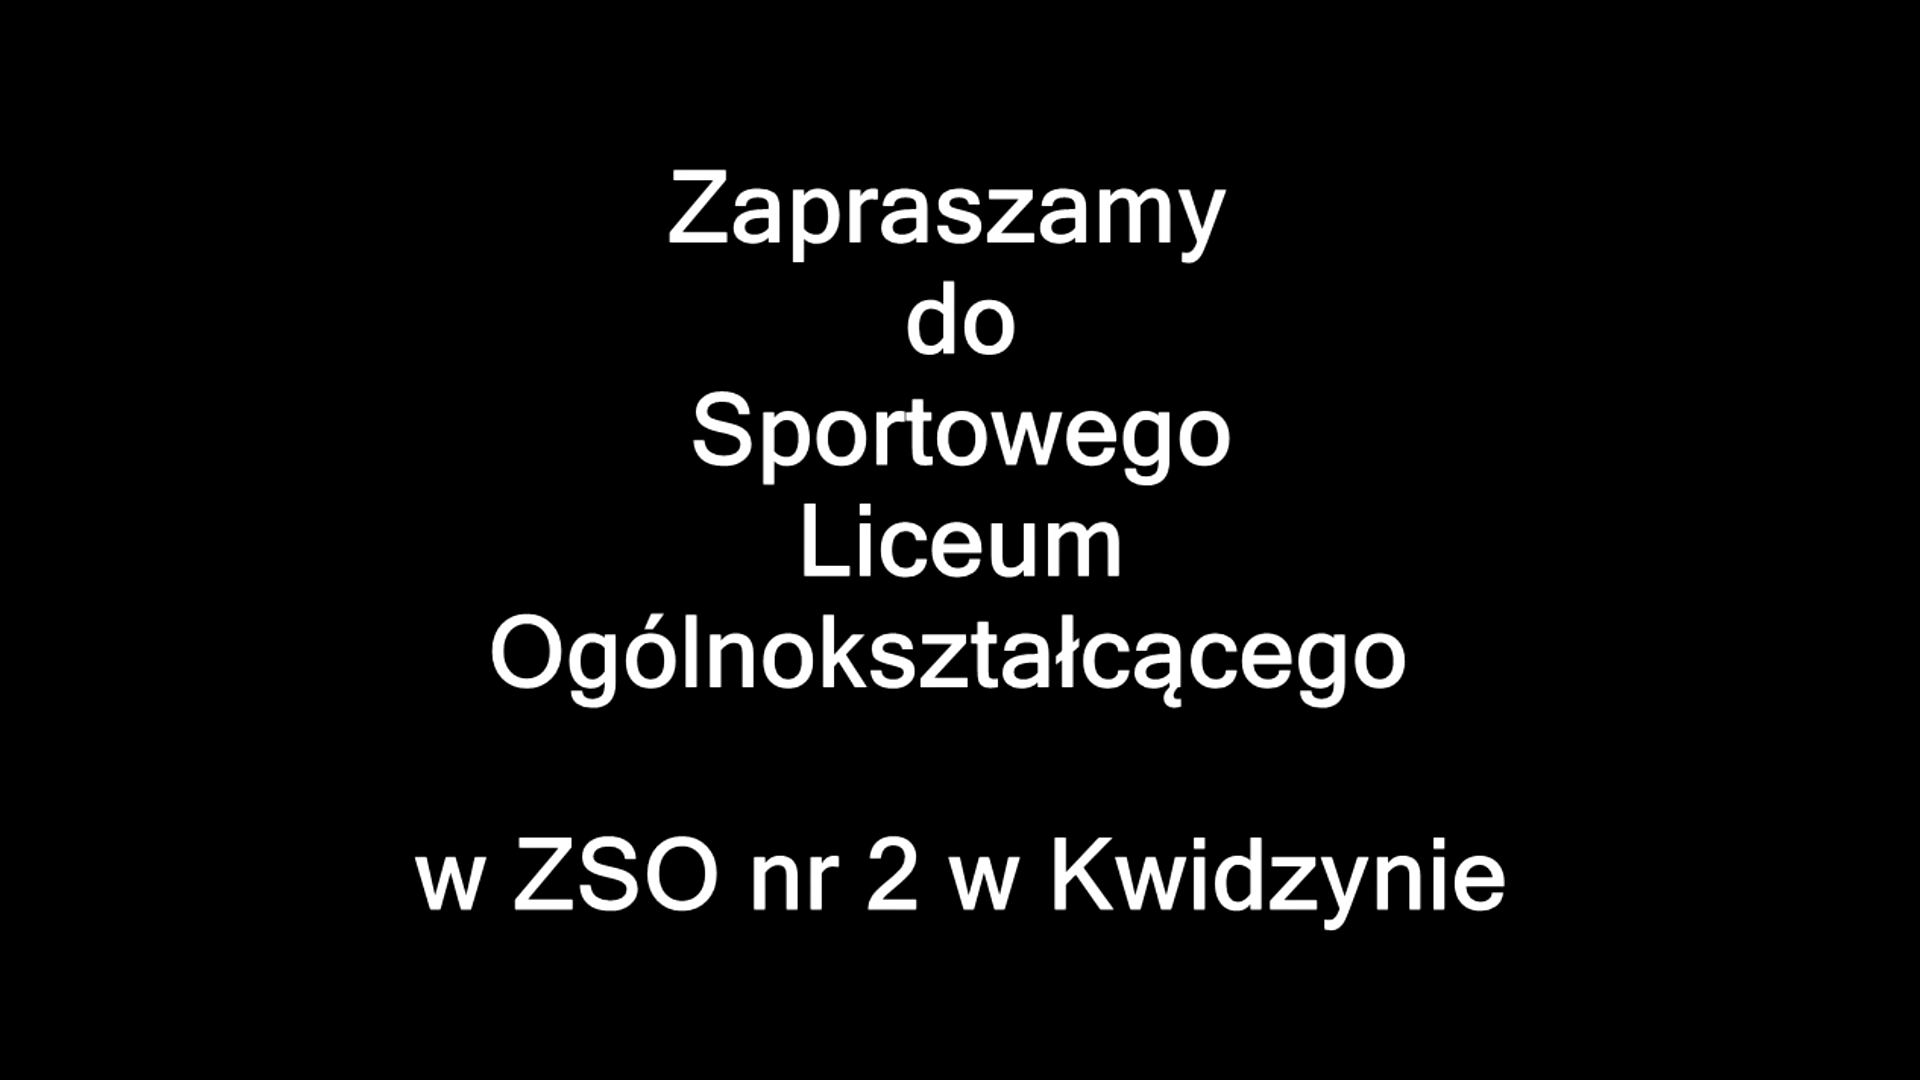 Zapraszamy
do
Sportowego
Liceum
Ogólnokształcącego
w ZSO nr 2 w Kwidzynie